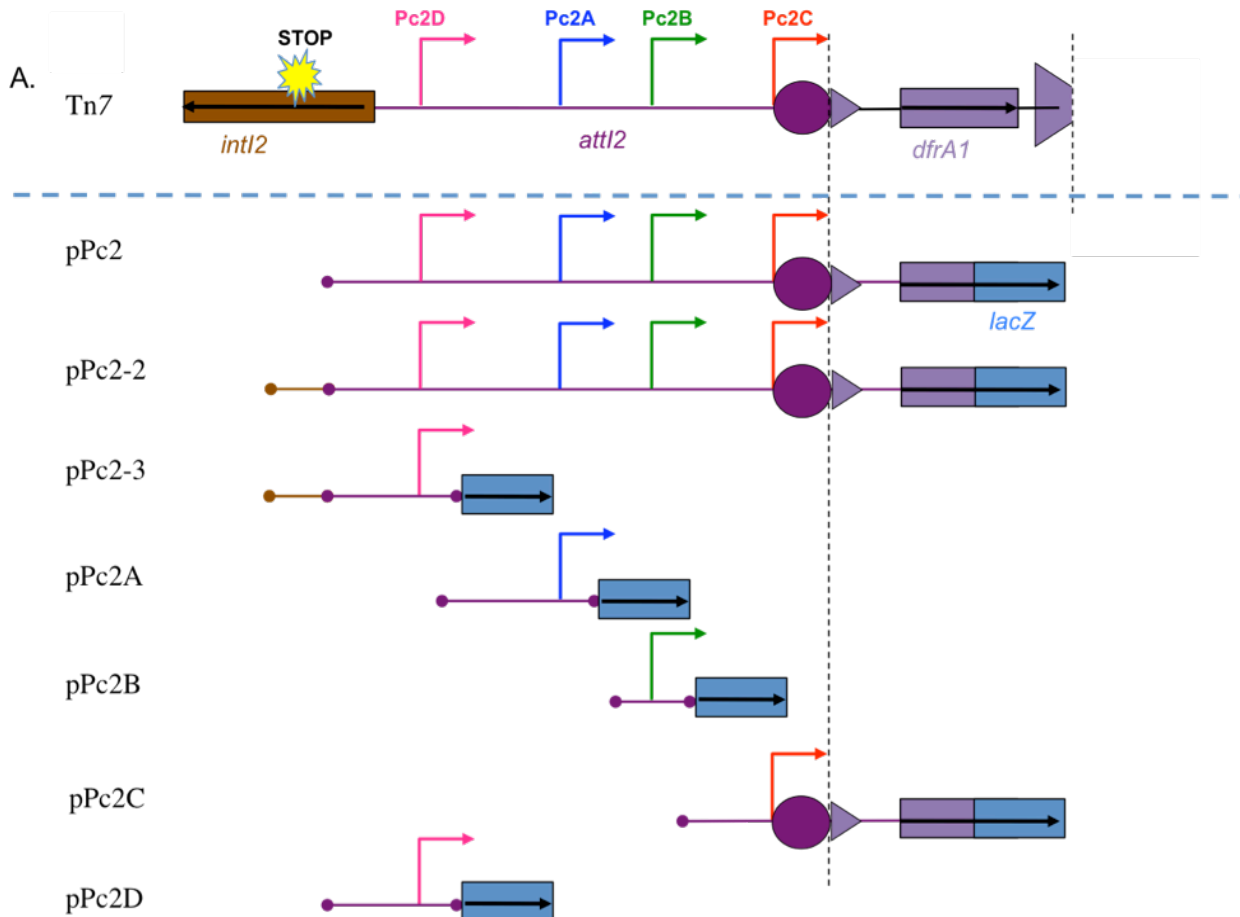 Pc2D Pc2A Pc2B Pc2C
STOP
A.
Tn7
intI2 attI2 dfrA1
pPc2
lacZ
pPc2-2
pPc2-3
pPc2A
pPc2B
pPc2C
pPc2D